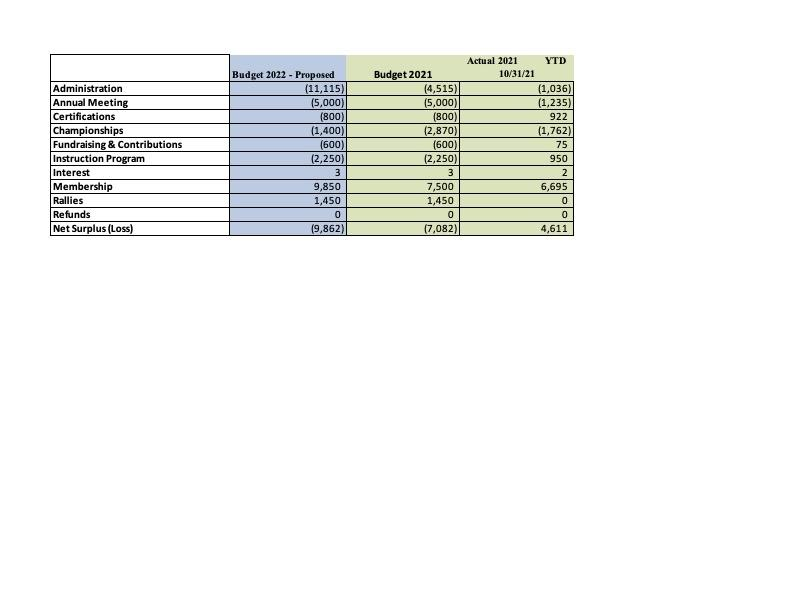 Actual 2021 YTD
Budget 2022 - Proposed Budget 2021 10/31/21
Administration (11,115) (4,515) (1,036)
Annual Meeting (5,000) (5,000) (1,235)
Certifications (800) (800) 922
Championships (1,400) (2,870) (1,762)
Fundraising & Contributions (600) (600) 75
Instruction Program (2,250) (2,250) 950
Interest 3 3 2
Membership 9,850 7,500 6,695
Rallies 1,450 1,450 0
Refunds 0 0 0
Net Surplus (Loss) (9,862) (7,082) 4,611